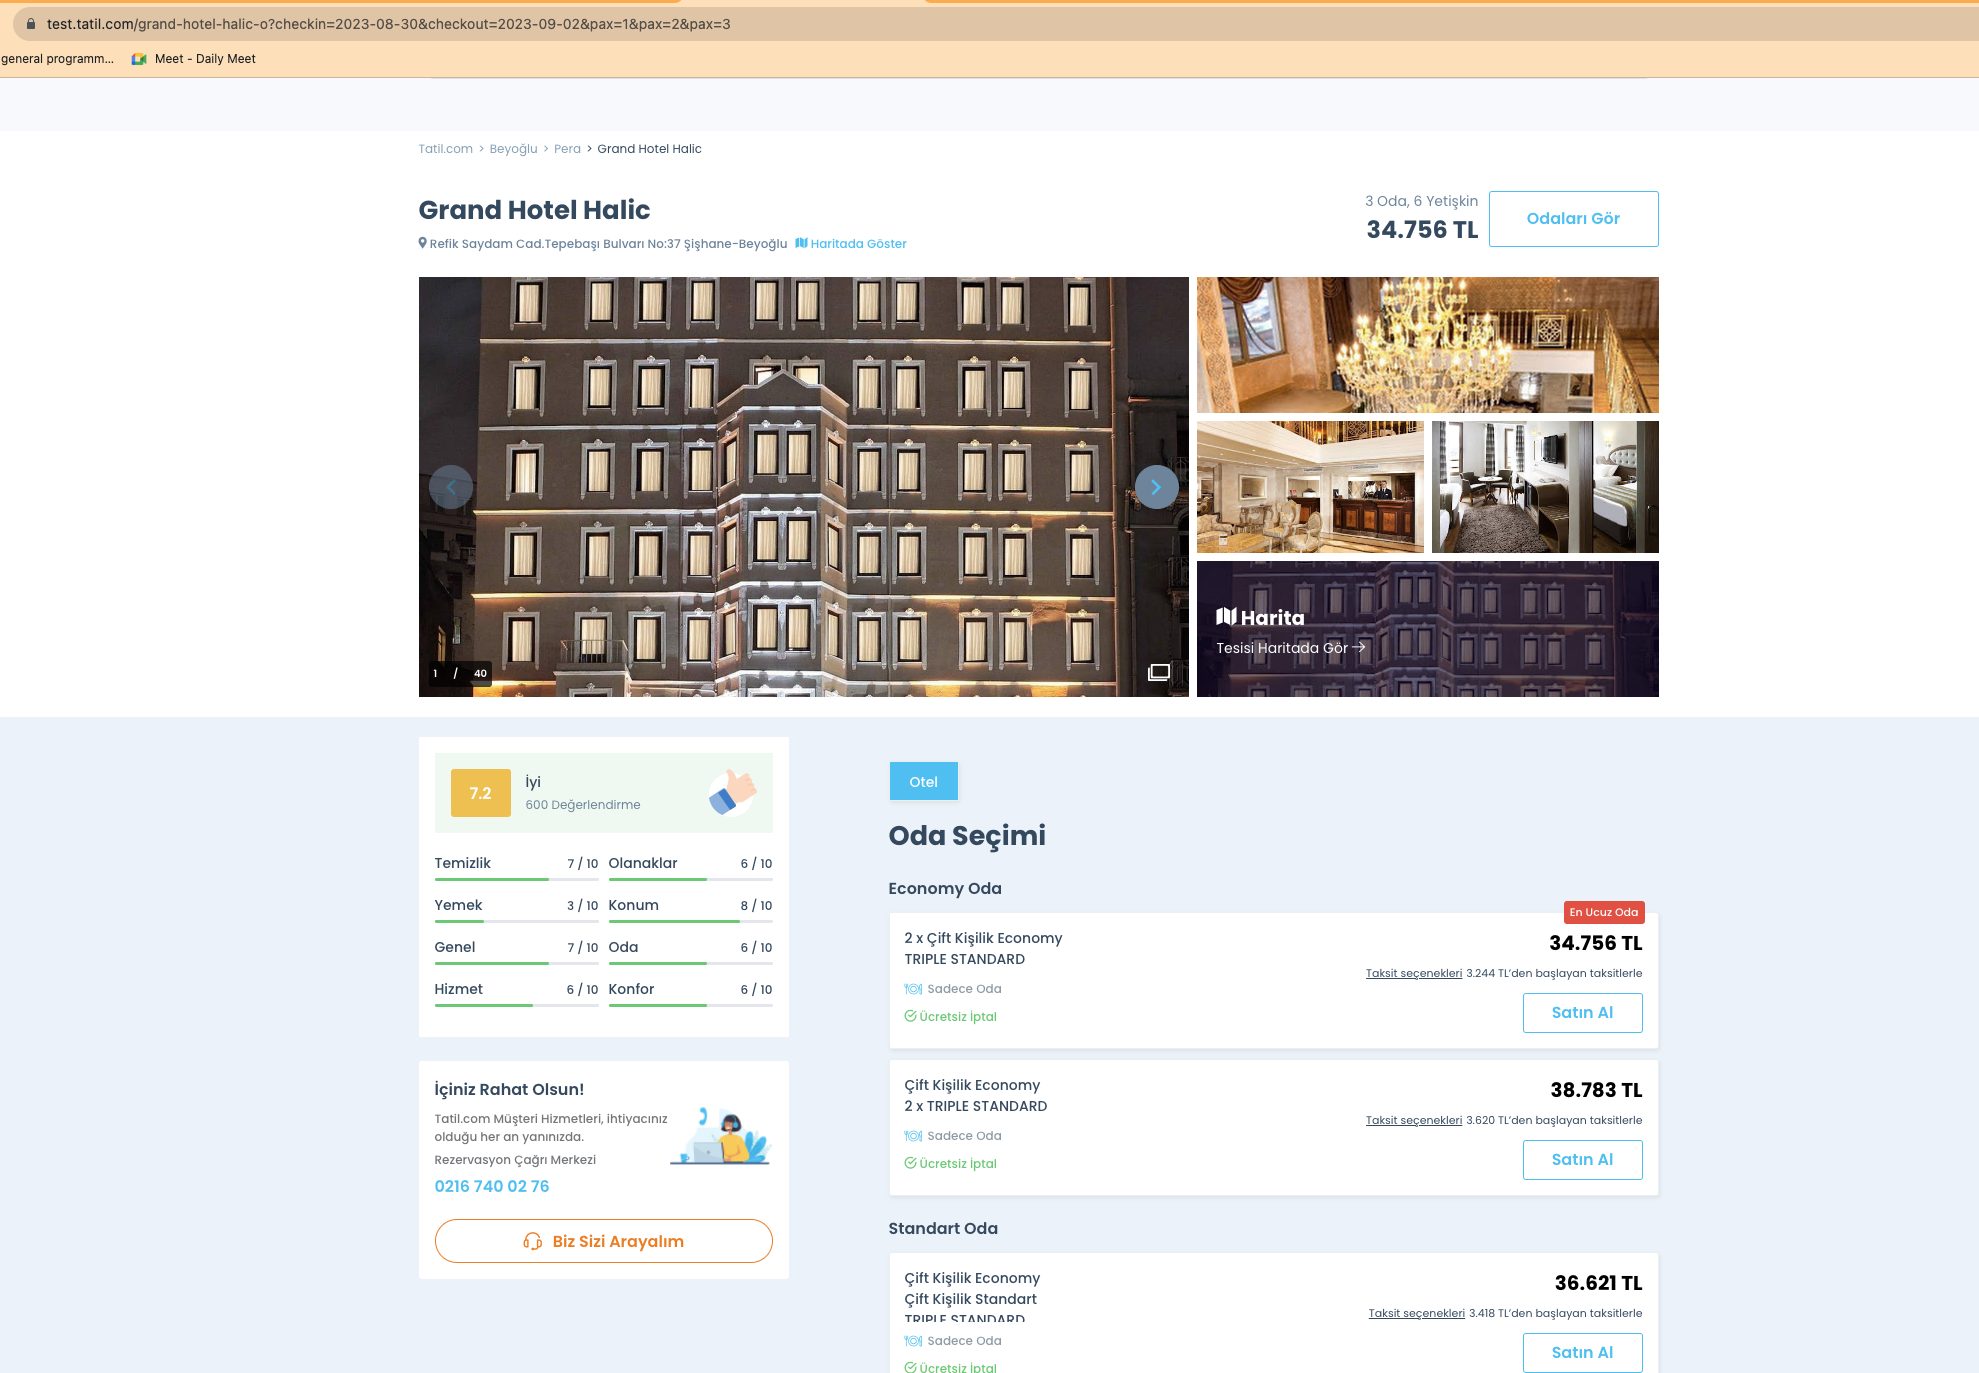 test.tatil.com/grand-hotel-halic-o?checkin=2023-08-30&checkout=2023-09-02&pax=1&pax=2&pax=3
general programm...
Meet - Daily Meet
Tatil.com > Beyoğlu > Pera > Grand Hotel Halic
Grand Hotel Halic
Refik Saydam Cad.Tepebaşı Bulvarı No:37 Şişhane-Beyoğlu
Haritada Göster
3 Oda, 6 Yetişkin
34.756 TL
Odaları Gör
1 / 40
Harita
Tesisi Haritada Gör
7.2
İyi
600 Değerlendirme
Temizlik 7 / 10
Olanaklar 6 / 10
Yemek 3 / 10
Konum 8 / 10
Genel 7 / 10
Oda 6 / 10
Hizmet 6 / 10
Konfor 6 / 10
İçiniz Rahat Olsun!
Tatil.com Müşteri Hizmetleri, ihtiyacınız
olduğu her an yanınızda.
Rezervasyon Çağrı Merkezi
0216 740 02 76
Biz Sizi Arayalım
Otel
Oda Seçimi
Economy Oda
En Ucuz Oda
2 x Çift Kişilik Economy
TRIPLE STANDARD
Sadece Oda
Ücretsiz İptal
34.756 TL
Taksit seçenekleri 3.244 TL'den başlayan taksitlerle
Satın Al
Çift Kişilik Economy
2 x TRIPLE STANDARD
Sadece Oda
Ücretsiz İptal
38.783 TL
Taksit seçenekleri 3.620 TL'den başlayan taksitlerle
Satın Al
Standart Oda
Çift Kişilik Economy
Çift Kişilik Standart
TRIPLE STANDARD
Sadece Oda
Ücretsiz İptal
36.621 TL
Taksit seçenekleri 3.418 TL'den başlayan taksitlerle
Satın Al